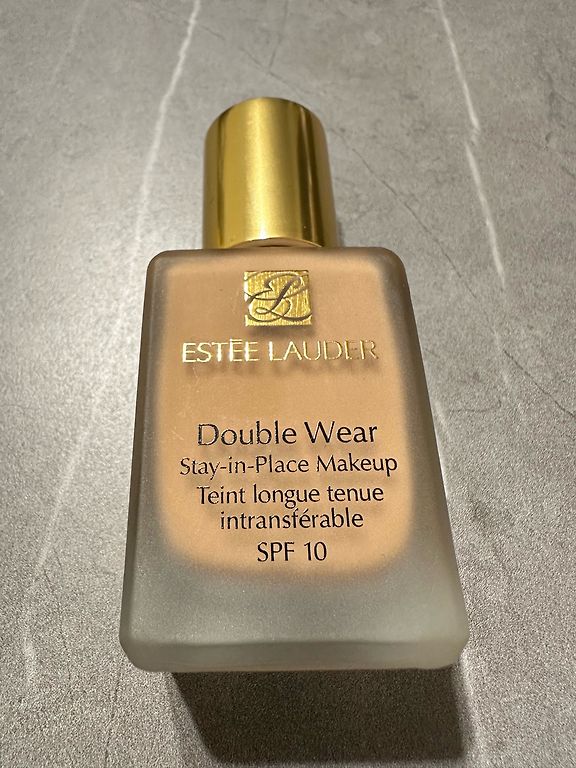 ESTĒE LAUDER
Double Wear
Stay-in-Place Makeup
Teint longue tenue
intransférable
SPF 10